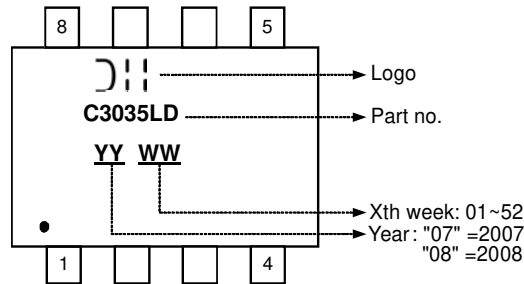 8 5
Logo
C3035LD Part no.
YY WW
Xth week: 01~52
Year: "07" =2007
"08" =2008
1 4